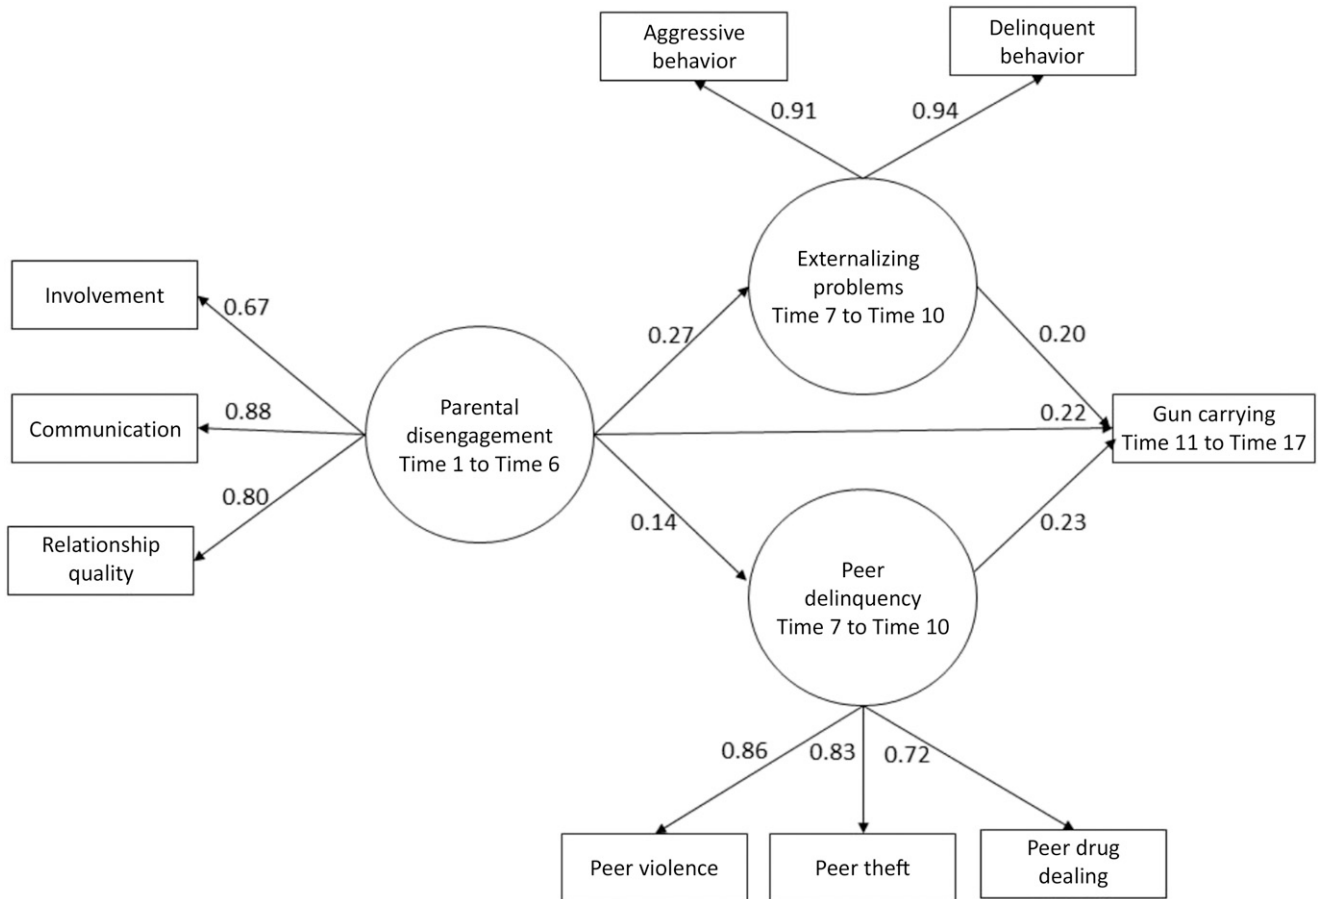 Aggressive
behavior
Delinquent
behavior
0.91
0.94
Externalizing
problems
Time 7 to Time 10
Involvement
0.67
Communication
0.88
Relationship
quality
0.80
Parental
disengagement
Time 1 to Time 6
0.27
0.20
0.22
0.14
0.23
Gun carrying
Time 11 to Time 17
Peer
delinquency
Time 7 to Time 10
0.86
0.83
0.72
Peer violence
Peer theft
Peer drug
dealing